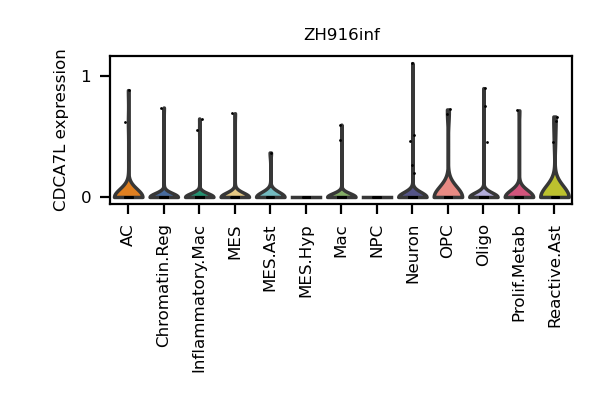 ZH916inf
CDCA7L expression
1
0
AC
Chromatin.Reg
Inflammatory.Mac
MES
MES.Ast
MES.Hyp
Mac
NPC
Neuron
OPC
Oligo
Prolif.Metab
Reactive.Ast